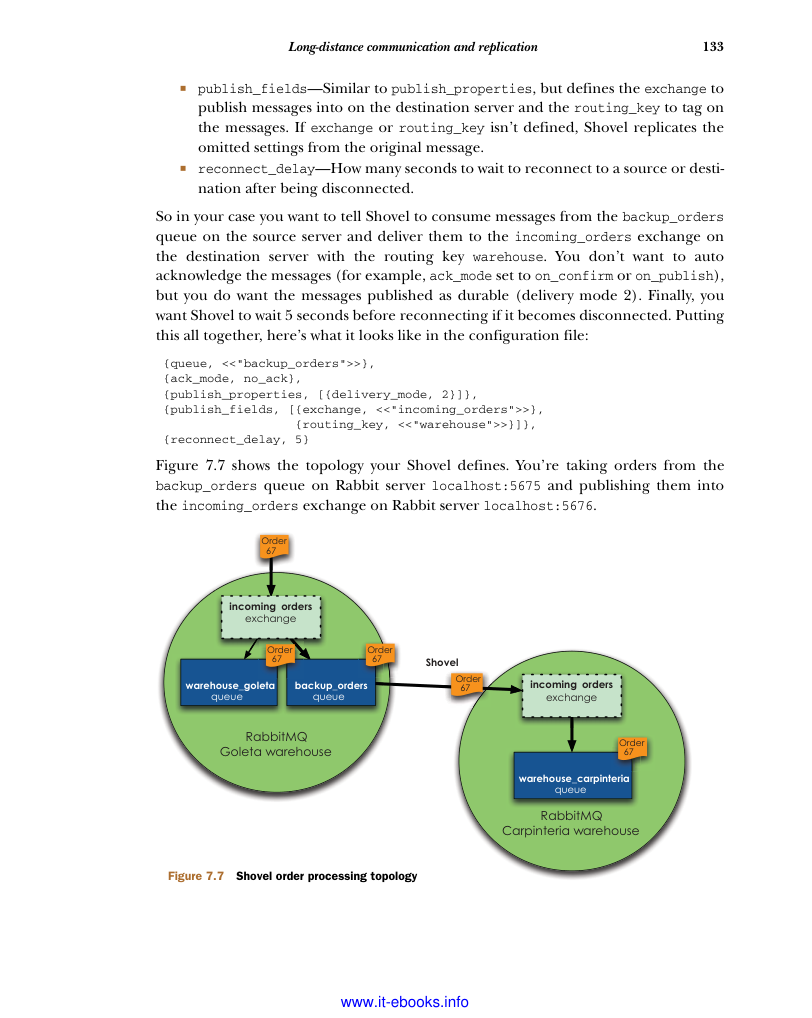 Long-distance communication and replication 133
■ publish_fields—Similar to publish_properties, but defines the exchange to
publish messages into on the destination server and the routing_key to tag on
the messages. If exchange or routing_key isn't defined, Shovel replicates the
omitted settings from the original message.
■ reconnect_delay—How many seconds to wait to reconnect to a source or desti-
nation after being disconnected.
So in your case you want to tell Shovel to consume messages from the backup_orders
queue on the source server and deliver them to the incoming_orders exchange on
the destination server with the routing key warehouse. You don't want to auto
acknowledge the messages (for example, ack_mode set to on_confirm or on_publish),
but you do want the messages published as durable (delivery mode 2). Finally, you
want Shovel to wait 5 seconds before reconnecting if it becomes disconnected. Putting
this all together, here's what it looks like in the configuration file:
{queue, <<"backup_orders">>},
{ack_mode, no_ack},
{publish_properties, [{delivery_mode, 2}]},
{publish_fields, [{exchange, <<"incoming_orders">>},
{routing_key, <<"warehouse">>}]},
{reconnect_delay, 5}
Figure 7.7 shows the topology your Shovel defines. You're taking orders from the
backup_orders queue on Rabbit server localhost:5675 and publishing them into
the incoming_orders exchange on Rabbit server localhost:5676.
Order
67
incoming orders
exchange
Order
67
Order
67
warehouse_goleta
queue
backup_orders
queue
RabbitMQ
Goleta warehouse
Shovel
Order
67
incoming orders
exchange
Order
67
warehouse_carpinteria
queue
RabbitMQ
Carpinteria warehouse
Figure 7.7 Shovel order processing topology
www.it-ebooks.info